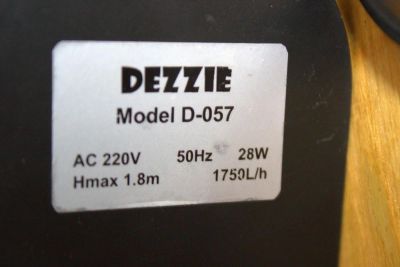 DEZZIE
Model D-057
AC 220V 50Hz 28W
Hmax 1.8m 1750L/h